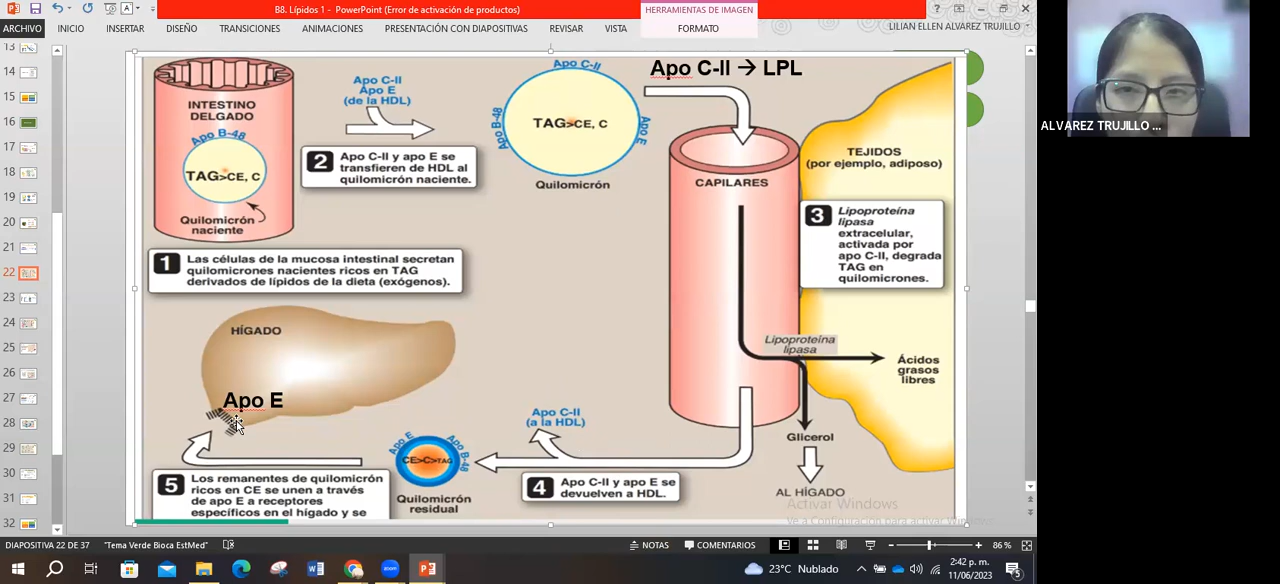 B8. Lípidos 1 - PowerPoint (Error de activación de productos)
HERRAMIENTAS DE IMAGEN
ARCHIVO INICIO INSERTAR DISEÑO TRANSICIONES ANIMACIONES PRESENTACIÓN CON DIAPOSITIVAS REVISAR VISTA FORMATO
LILIAN ELLEN ALVAREZ TRUJILLO
13
14
15
16
17
18
19
20
21
22
23
24
25
26
27
28
29
30
31
32
INTESTINO
DELGADO
Apo B-48
TAG>CE, C
Quilomicrón
naciente
Apo C-II
Apo E
(de la HDL)
2 Apo C-II y apo E se
transfieren de HDL al
quilomicrón naciente.
Apo C-II
Apo B-48
Apo E
TAG>CE, C
Quilomicrón
Apo C-II → LPL
CAPILARES
TEJIDOS
(por ejemplo, adiposo)
3 Lipoproteína
lipasa
extracelular,
activada por
apo C-II, degrada
TAG en
quilomicrones.
1 Las células de la mucosa intestinal secretan
quilomicrones nacientes ricos en TAG
derivados de lípidos de la dieta (exógenos).
HÍGADO
Apo E
Lipoproteína
lipasa
Ácidos
grasos
libres
Glicerol
AL HÍGADO
Apo C-II
(a la HDL)
4 Apo C-II y apo E se
devuelven a HDL.
Apo E
Apo B-48
CE>C>TAG
Quilomicrón
residual
5 Los remanentes de quilomicrón
ricos en CE se unen a través
de apo E a receptores
específicos en el hígado y se
Activar Windows
Ve a Configuración para activar Windows
ALVAREZ TRUJILLO ...
DIAPOSITIVA 22 DE 37 "Tema Verde Bioca EstMed" NOTAS COMENTARIOS 86 %
23°C Nublado
2:42 p. m.
11/06/2023
5